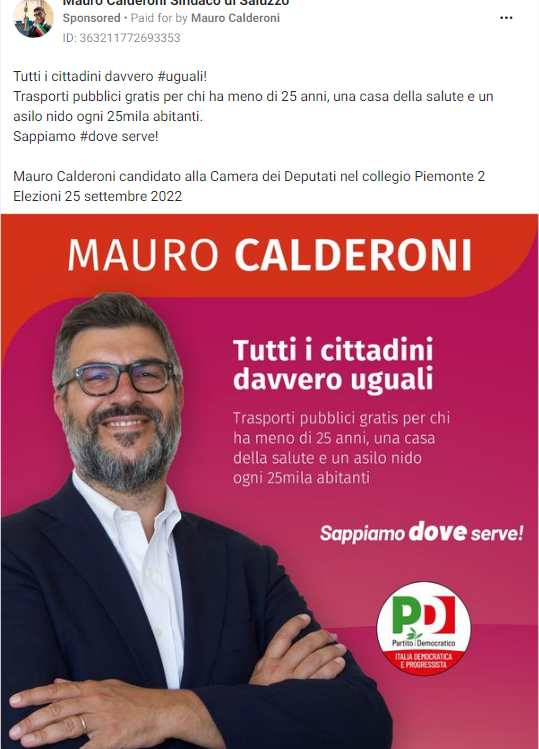 Mauro Calderoni Sindaco di Saluzzo
Sponsored • Paid for by Mauro Calderoni
ID: 363211772693353
Tutti i cittadini davvero #uguali!
Trasporti pubblici gratis per chi ha meno di 25 anni, una casa della salute e un
asilo nido ogni 25mila abitanti.
Sappiamo #dove serve!
Mauro Calderoni candidato alla Camera dei Deputati nel collegio Piemonte 2
Elezioni 25 settembre 2022
MAURO CALDERONI
Tutti i cittadini
davvero uguali
Trasporti pubblici gratis per chi
ha meno di 25 anni, una casa
della salute e un asilo nido
ogni 25mila abitanti
Sappiamo dove serve!
PD
Partito Democratico
ITALIA DEMOCRATICA
E PROGRESSISTA